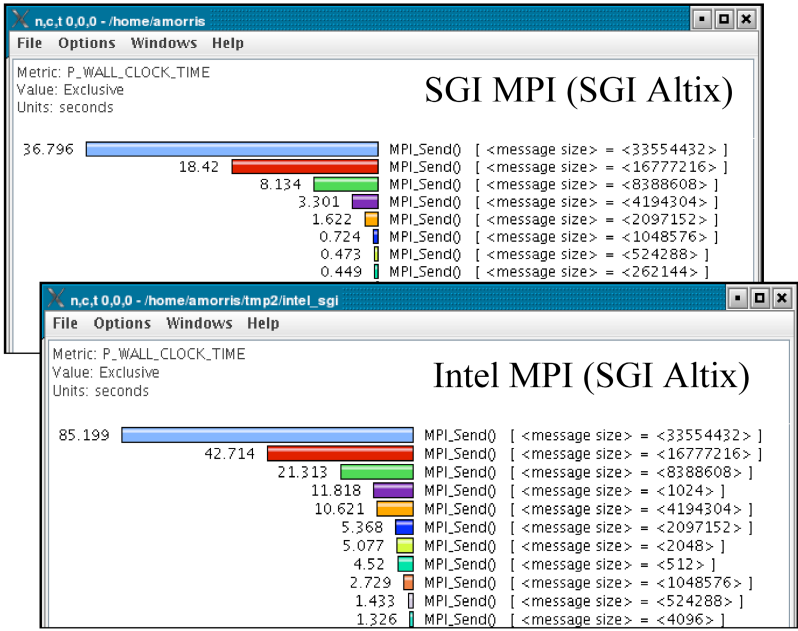 n,c,t 0,0,0 - /home/amorris
File Options Windows Help
Metric: P_WALL_CLOCK_TIME
Value: Exclusive
Units: seconds
SGI MPI (SGI Altix)
36.796 MPI_Send() [ <message size> = <33554432> ]
18.42 MPI_Send() [ <message size> = <16777216> ]
8.134 MPI_Send() [ <message size> = <8388608> ]
3.301 MPI_Send() [ <message size> = <4194304> ]
1.622 MPI_Send() [ <message size> = <2097152> ]
0.724 MPI_Send() [ <message size> = <1048576> ]
0.473 MPI_Send() [ <message size> = <524288> ]
0.449 MPI_Send() [ <message size> = <262144> ]
n,c,t 0,0,0 - /home/amorris/tmp2/intel_sgi
File Options Windows Help
Metric: P_WALL_CLOCK_TIME
Value: Exclusive
Units: seconds
Intel MPI (SGI Altix)
85.199 MPI_Send() [ <message size> = <33554432> ]
42.714 MPI_Send() [ <message size> = <16777216> ]
21.313 MPI_Send() [ <message size> = <8388608> ]
11.818 MPI_Send() [ <message size> = <1024> ]
10.621 MPI_Send() [ <message size> = <4194304> ]
5.368 MPI_Send() [ <message size> = <2097152> ]
5.077 MPI_Send() [ <message size> = <2048> ]
4.52 MPI_Send() [ <message size> = <512> ]
2.729 MPI_Send() [ <message size> = <1048576> ]
1.433 MPI_Send() [ <message size> = <524288> ]
1.326 MPI_Send() [ <message size> = <4096> ]